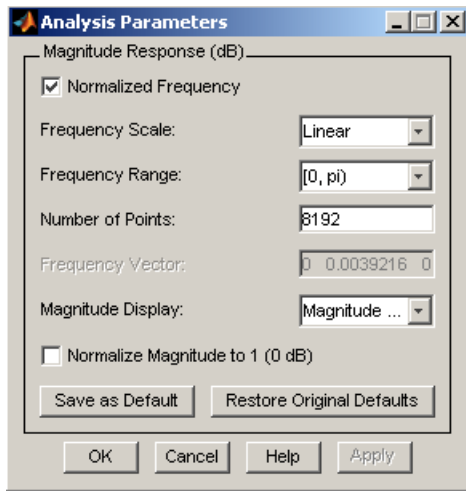 Analysis Parameters
Magnitude Response (dB)
Normalized Frequency
Frequency Scale: Linear
Frequency Range: [0, pi)
Number of Points: 8192
Frequency Vector: 0 0.0039216 0
Magnitude Display: Magnitude ...
Normalize Magnitude to 1 (0 dB)
Save as Default Restore Original Defaults
OK Cancel Help Apply